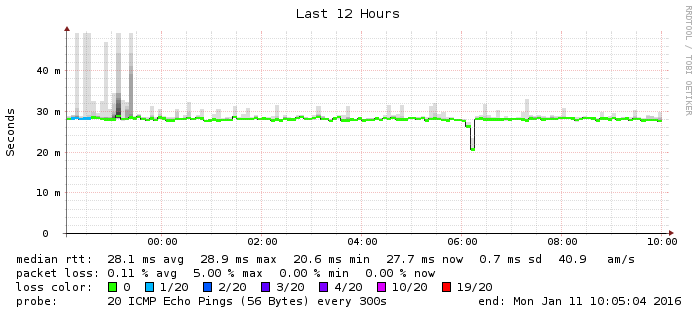 Last 12 Hours
RRDTOOL / TOBI OETIKER
Seconds
40 m
30 m
20 m
10 m
0
00:00 02:00 04:00 06:00 08:00 10:00
median rtt: 28.1 ms avg 28.9 ms max 20.6 ms min 27.7 ms now 0.7 ms sd 40.9 am/s
packet loss: 0.11 % avg 5.00 % max 0.00 % min 0.00 % now
loss color: 0 1/20 2/20 3/20 4/20 10/20 19/20
probe: 20 ICMP Echo Pings (56 Bytes) every 300s end: Mon Jan 11 10:05:04 2016